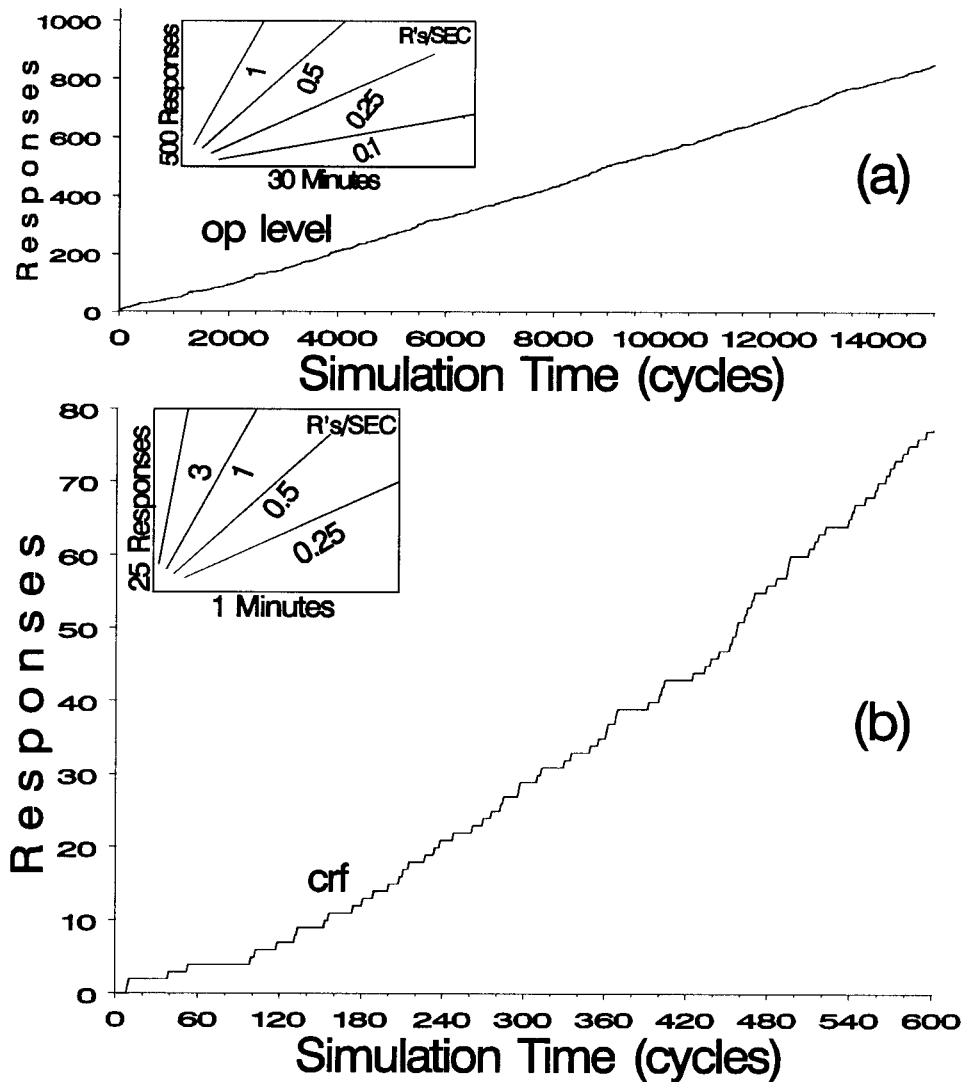 1000
800
600
400
200
0
Responses
500 Responses
R's/SEC
1
0.5
0.25
0.1
30 Minutes
op level
(a)
0 2000 4000 6000 8000 10000 12000 14000
Simulation Time (cycles)
80
70
60
50
40
30
20
10
0
Responses
25 Responses
R's/SEC
3
1
0.5
0.25
1 Minutes
crf
(b)
0 60 120 180 240 300 360 420 480 540 600
Simulation Time (cycles)